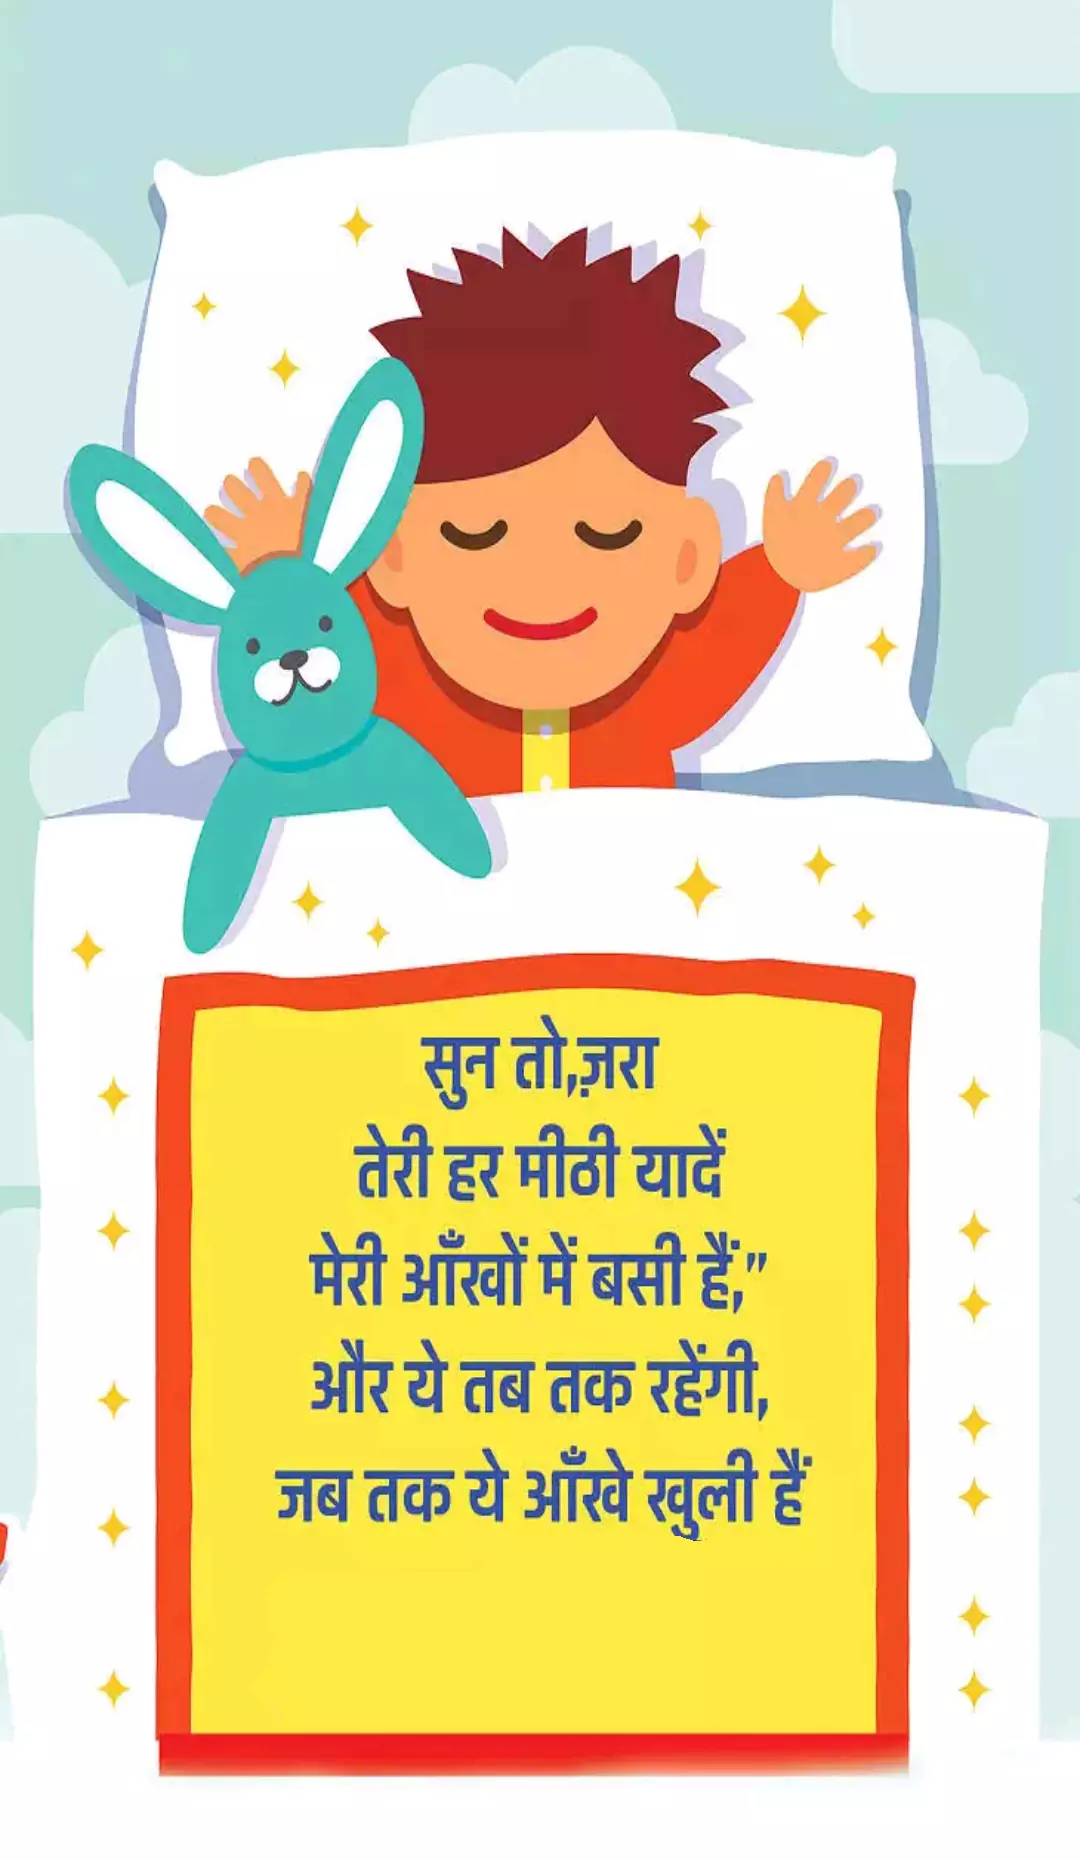 सुन तो,ज़रा
तेरी हर मीठी यादें
मेरी आँखों में बसी हैं,”
और ये तब तक रहेंगी,
जब तक ये आँखे खुली हैं